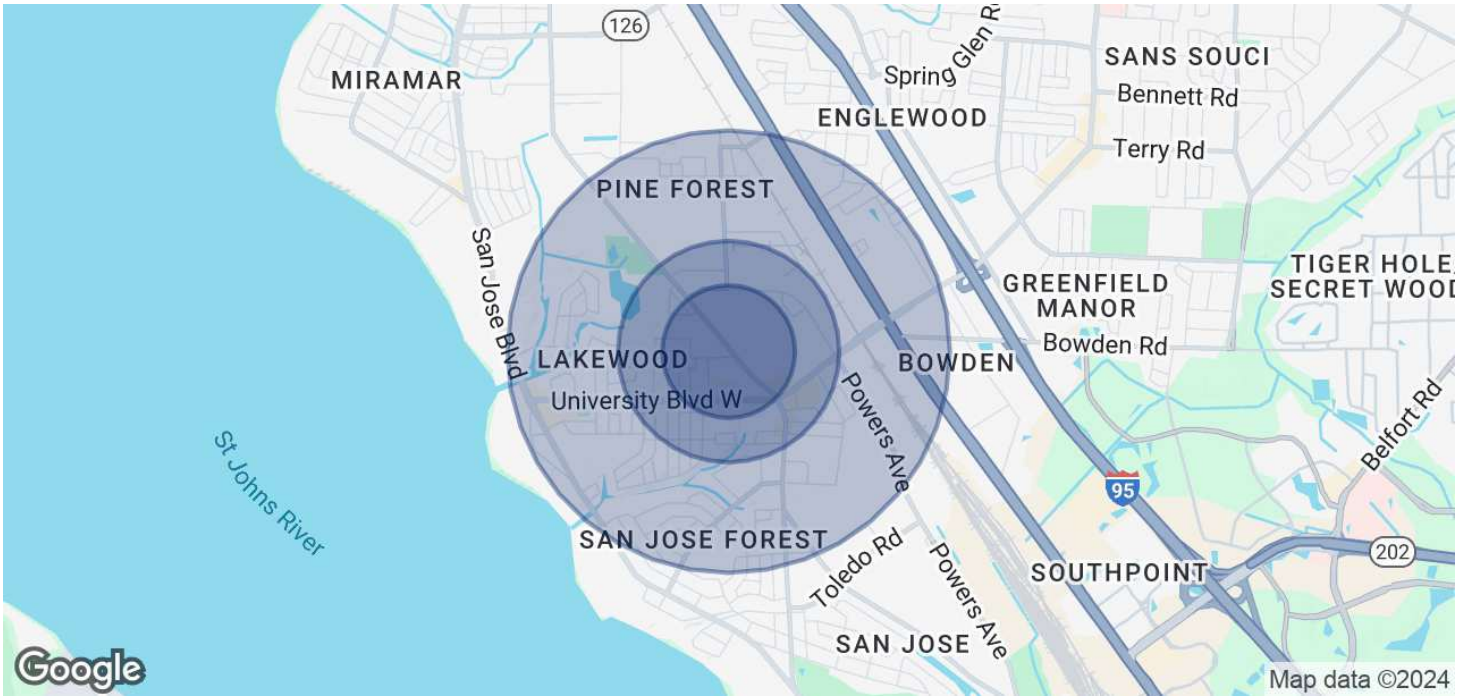 126
MIRAMAR
Spring Glen R
SANS SOUCI
Bennett Rd
ENGLEWOOD
Terry Rd
PINE FOREST
San Jose Blvd
GREENFIELD
MANOR
TIGER HOLE/
SECRET WOOD
Bowden Rd
LAKEWOOD
BOWDEN
University Blvd W
Powers Ave
Belfort Rd
St Johns River
95
SAN JOSE FOREST
Toledo Rd
Powers Ave
202
SOUTHPOINT
SAN JOSE
Google
Map data ©2024